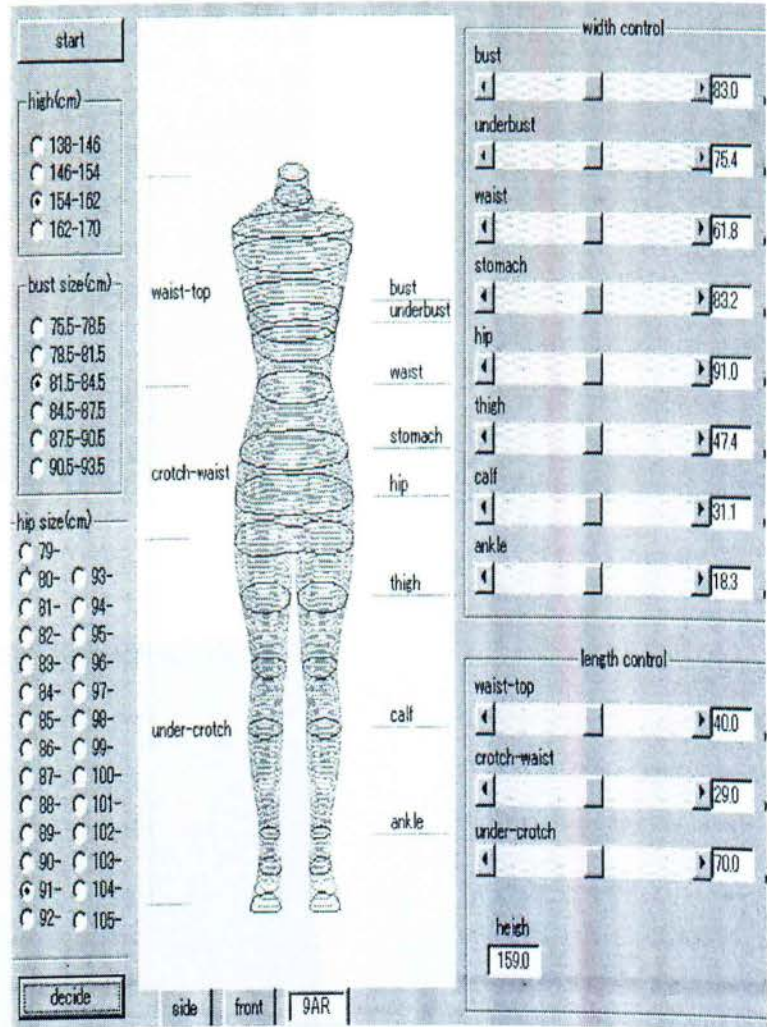 start
high(cm)
138-146
146-154
154-162
162-170
bust size(cm)
75.5-78.5
78.5-81.5
81.5-84.5
84.5-87.5
87.5-90.5
90.5-93.5
hip size(cm)
79-
80- 93-
81- 94-
82- 95-
83- 96-
84- 97-
85- 98-
86- 99-
87- 100-
88- 101-
89- 102-
90- 103-
91- 104-
92- 105-
decide
waist-top
crotch-waist
under-crotch
bust
underbust
waist
stomach
hip
thigh
calf
ankle
side front 9AR
width control
bust
83.0
underbust
75.4
waist
61.8
stomach
83.2
hip
91.0
thigh
47.4
calf
31.1
ankle
18.3
length control
waist-top
40.0
crotch-waist
29.0
under-crotch
70.0
heigh
159.0